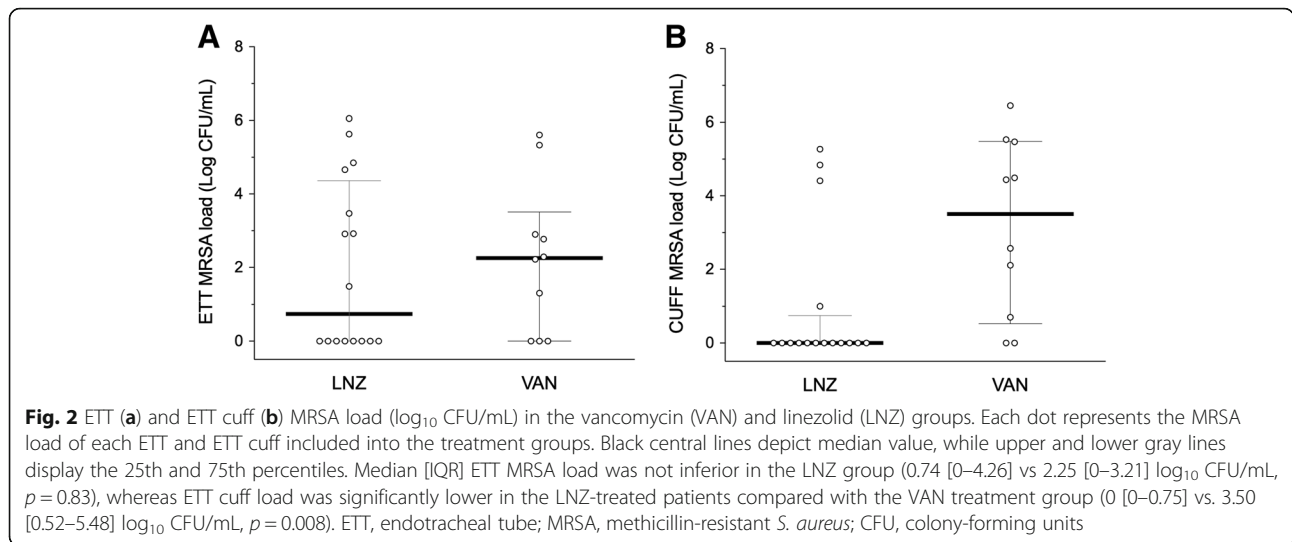 A
B
8
6
4
2
0
ETT MRSA load (Log CFU/mL)
LNZ
VAN
8
6
4
2
0
CUFF MRSA load (Log CFU/mL)
LNZ
VAN
Fig. 2 ETT (a) and ETT cuff (b) MRSA load (log₁₀ CFU/mL) in the vancomycin (VAN) and linezolid (LNZ) groups. Each dot represents the MRSA
load of each ETT and ETT cuff included into the treatment groups. Black central lines depict median value, while upper and lower gray lines
display the 25th and 75th percentiles. Median [IQR] ETT MRSA load was not inferior in the LNZ group (0.74 [0–4.26] vs 2.25 [0–3.21] log₁₀ CFU/mL,
p = 0.83), whereas ETT cuff load was significantly lower in the LNZ-treated patients compared with the VAN treatment group (0 [0–0.75] vs. 3.50
[0.52–5.48] log₁₀ CFU/mL, p = 0.008). ETT, endotracheal tube; MRSA, methicillin-resistant S. aureus; CFU, colony-forming units